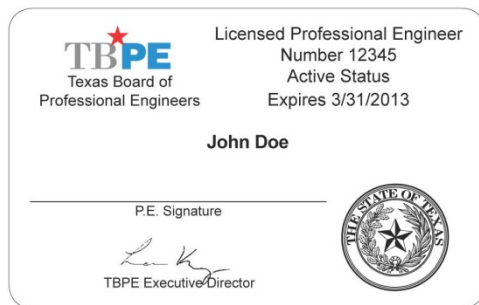 TBPE
Texas Board of
Professional Engineers
Licensed Professional Engineer
Number 12345
Active Status
Expires 3/31/2013
John Doe
P.E. Signature
TBPE Executive Director
THE STATE OF TEXAS